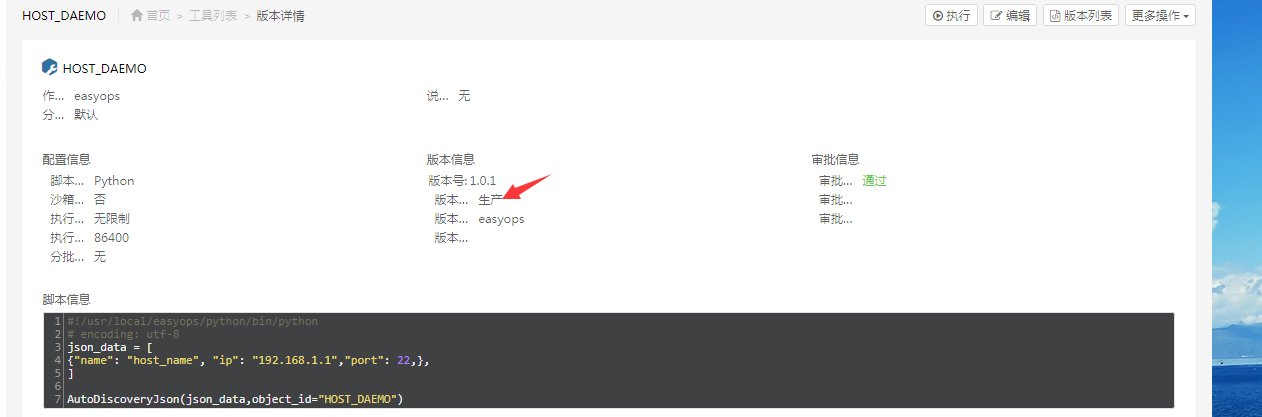 HOST_DAEMO 首页 > 工具列表 > 版本详情 执行 编辑 版本列表 更多操作
HOST_DAEMO
作... easyops 说... 无
分... 默认
配置信息 版本信息 审批信息
脚本... Python 版本号: 1.0.1 审批... 通过
沙箱... 否 版本... 生产 审批...
执行... 无限制 版本... easyops 审批...
执行... 86400 版本...
分批... 无
脚本信息
1 #!/usr/local/easyops/python/bin/python
2 # encoding: utf-8
3 json_data = [
4 {"name": "host_name", "ip": "192.168.1.1","port": 22,},
5 ]
6
7 AutoDiscoveryJson(json_data,object_id="HOST_DAEMO")